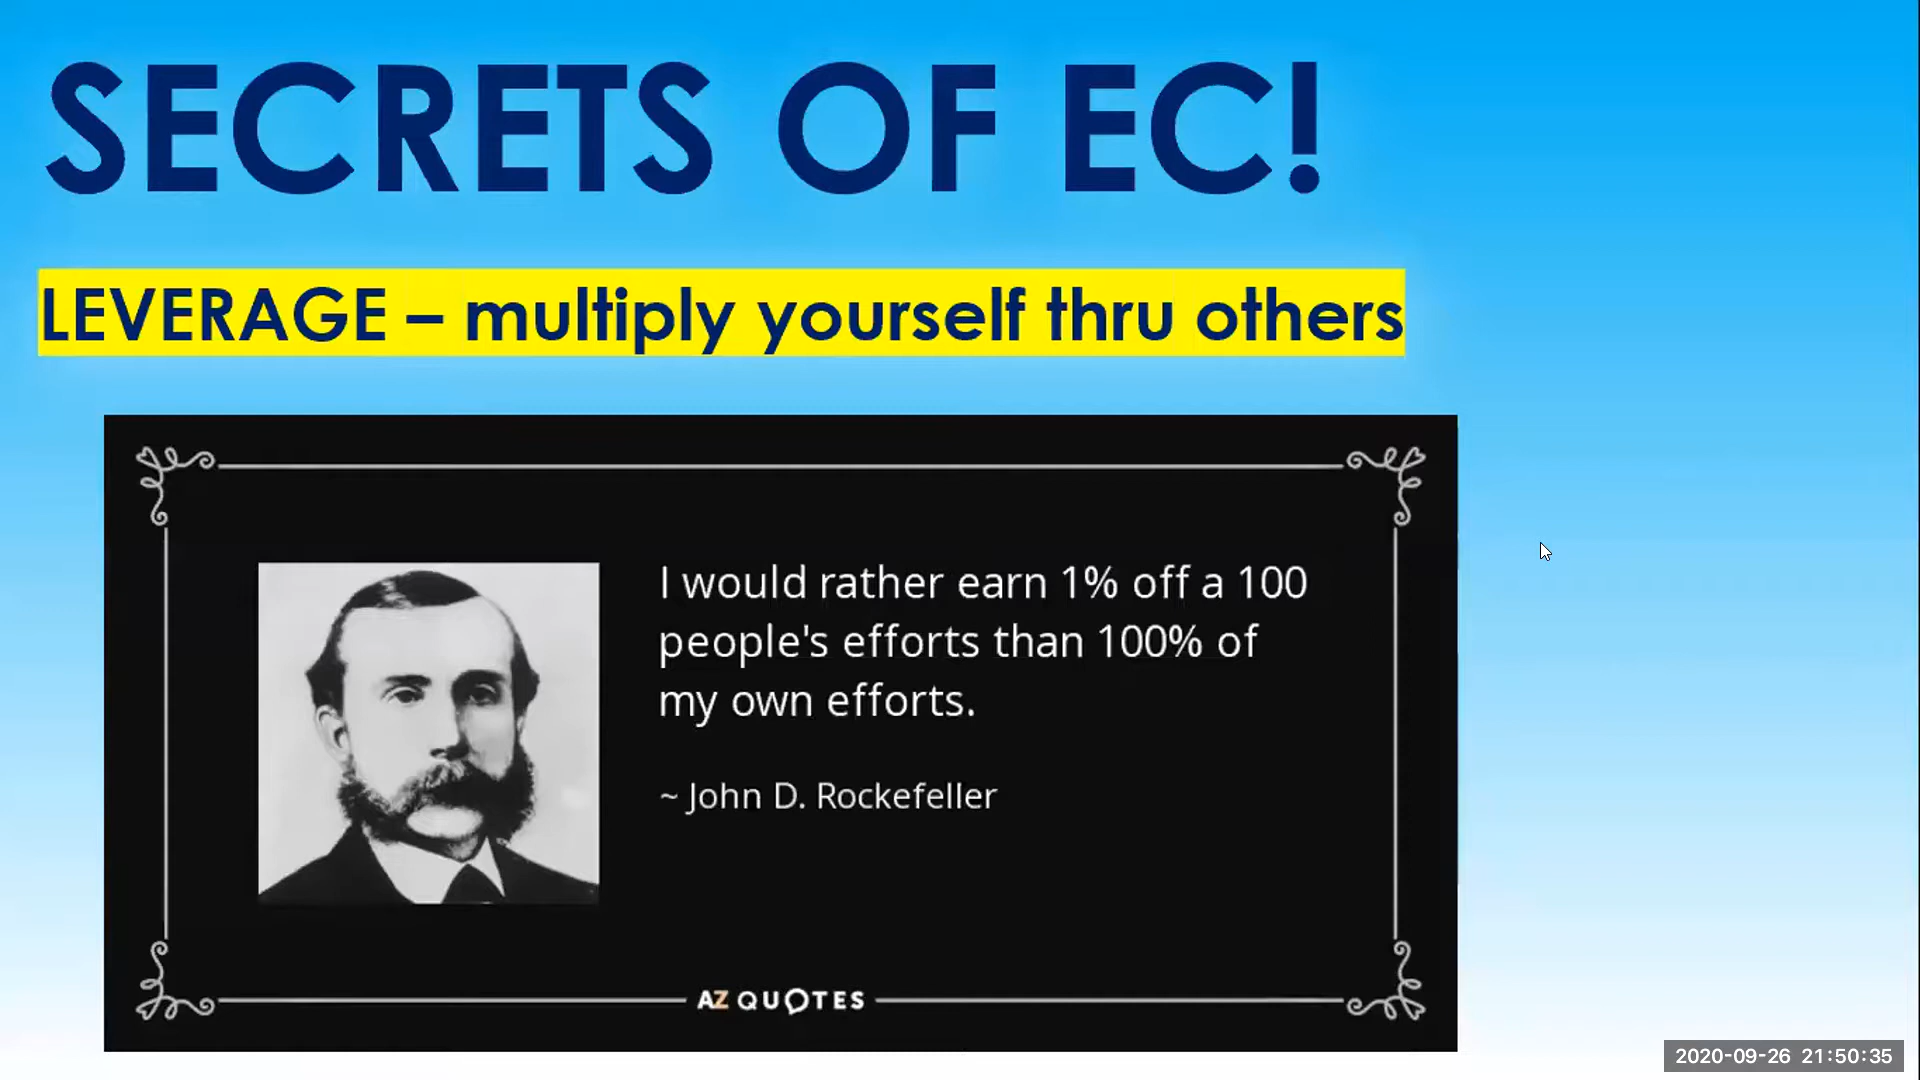 SECRETS OF EC!
LEVERAGE – multiply yourself thru others
I would rather earn 1% off a 100
people's efforts than 100% of
my own efforts.
~ John D. Rockefeller
AZ QUOTES
2020-09-26 21:50:35